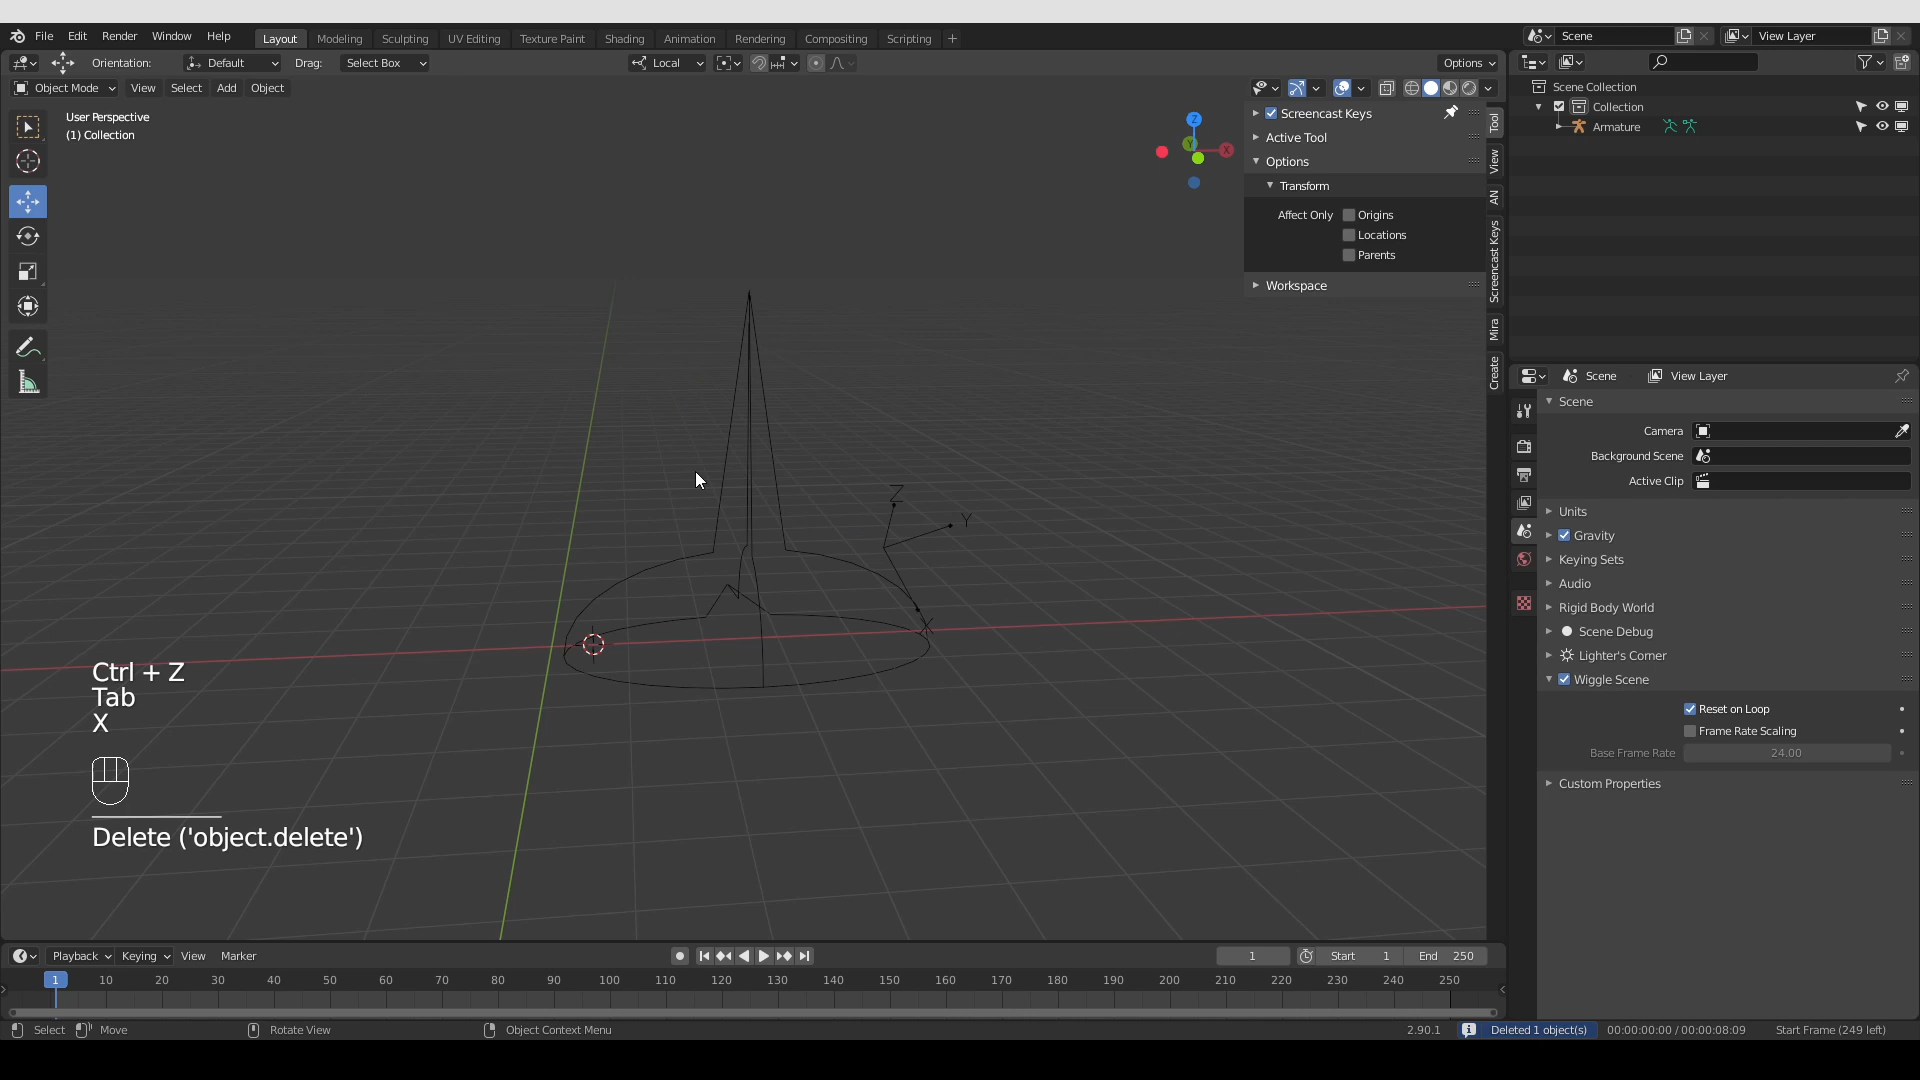 File Edit Render Window Help Layout Modeling Sculpting UV Editing Texture Paint Shading Animation Rendering Compositing Scripting + Scene View Layer
Orientation: Default Drag: Select Box Local Options
Object Mode View Select Add Object
User Perspective
(1) Collection
Z
Y
X
Z
Y
X
Screencast Keys
Active Tool
Options
Transform
Affect Only Origins
Locations
Parents
Workspace
Tool
View
AN
Screencast Keys
Mira
Create
Scene Collection
Collection
Armature
Scene View Layer
Scene
Camera
Background Scene
Active Clip
Units
Gravity
Keying Sets
Audio
Rigid Body World
Scene Debug
Lighter's Corner
Wiggle Scene
Reset on Loop
Frame Rate Scaling
Base Frame Rate 24.00
Custom Properties
Ctrl + Z
Tab
X
Delete ('object.delete')
Playback Keying View Marker 1 Start 1 End 250
1 10 20 30 40 50 60 70 80 90 100 110 120 130 140 150 160 170 180 190 200 210 220 230 240 250
Select Move Rotate View Object Context Menu 2.90.1 Deleted 1 object(s) 00:00:00:00 / 00:00:08:09 Start Frame (249 left)